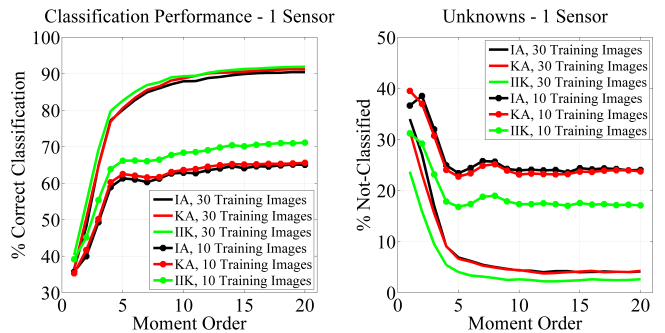 Classification Performance - 1 Sensor
% Correct Classification
100
90
80
70
60
50
40
30
0
5
10
15
20
Moment Order
IA, 30 Training Images
KA, 30 Training Images
IIK, 30 Training Images
IA, 10 Training Images
KA, 10 Training Images
IIK, 10 Training Images
Unknowns - 1 Sensor
% Not-Classified
50
40
30
20
10
0
0
5
10
15
20
Moment Order
IA, 30 Training Images
KA, 30 Training Images
IIK, 30 Training Images
IA, 10 Training Images
KA, 10 Training Images
IIK, 10 Training Images